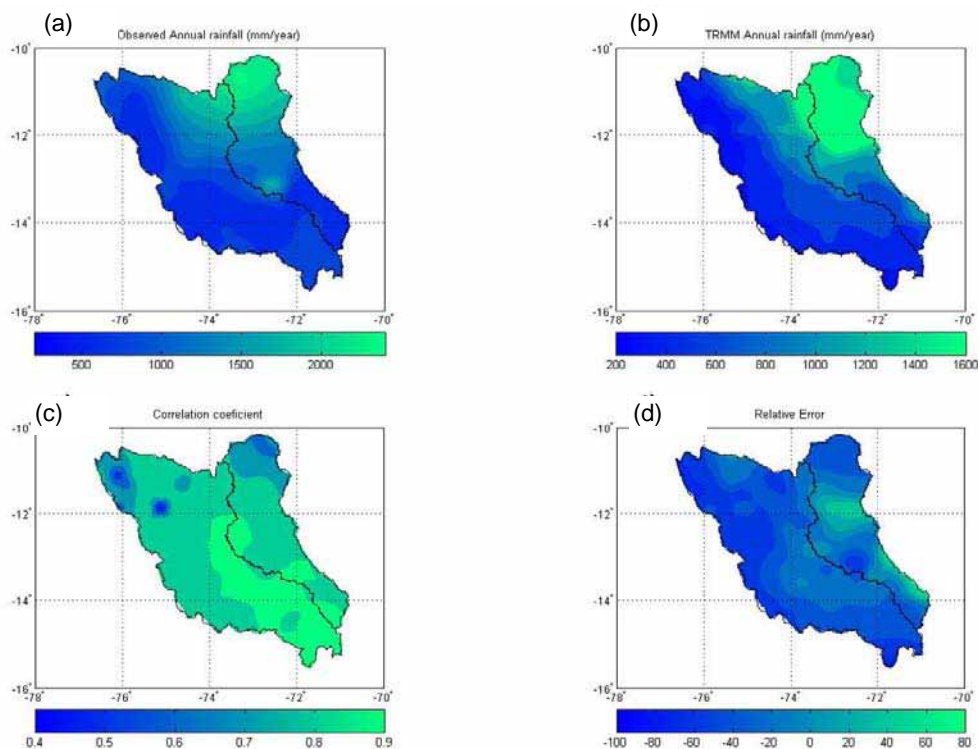 (a)
Observed Annual rainfall (mm/year)
-10°
-12°
-14°
-16°
-78° -76° -74° -72° -70°
500 1000 1500 2000
(b)
TRMM Annual rainfall (mm/year)
-10°
-12°
-14°
-16°
-78° -76° -74° -72° -70°
200 400 600 800 1000 1200 1400 1600
(c)
Correlation coeficient
-10°
-12°
-14°
-16°
-78° -76° -74° -72° -70°
0.4 0.5 0.6 0.7 0.8 0.9
(d)
Relative Error
-10°
-12°
-14°
-16°
-78° -76° -74° -72° -70°
-100 -80 -60 -40 -20 0 20 40 60 80